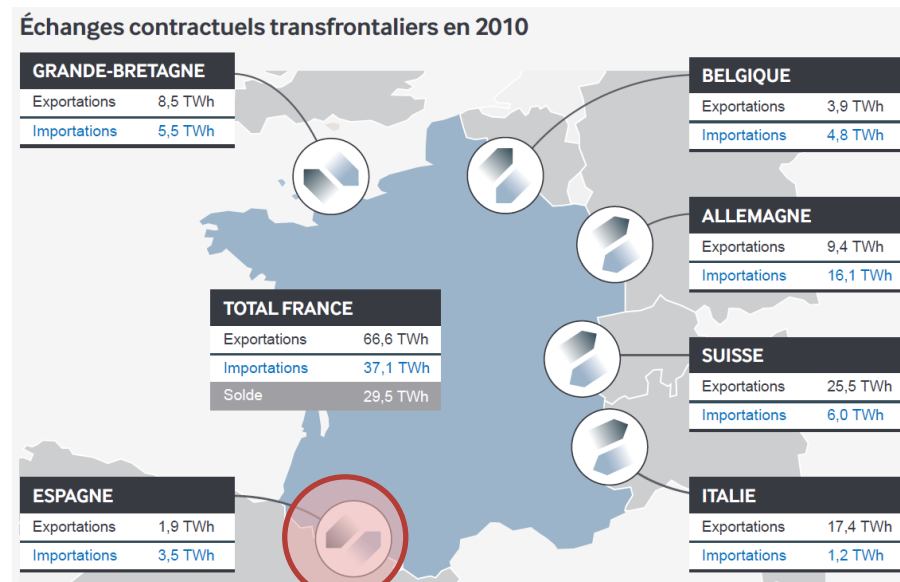 Échanges contractuels transfrontaliers en 2010
GRANDE-BRETAGNE
Exportations 8,5 TWh
Importations 5,5 TWh
BELGIQUE
Exportations 3,9 TWh
Importations 4,8 TWh
ALLEMAGNE
Exportations 9,4 TWh
Importations 16,1 TWh
TOTAL FRANCE
Exportations 66,6 TWh
Importations 37,1 TWh
Solde 29,5 TWh
SUISSE
Exportations 25,5 TWh
Importations 6,0 TWh
ESPAGNE
Exportations 1,9 TWh
Importations 3,5 TWh
ITALIE
Exportations 17,4 TWh
Importations 1,2 TWh